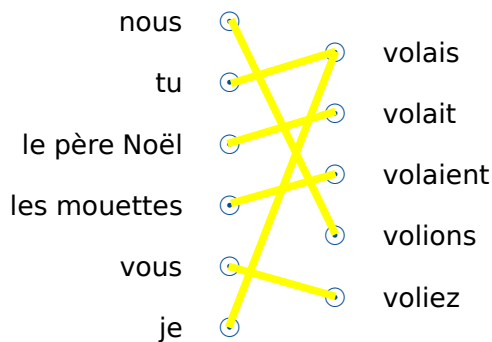 nous
tu
le père Noël
les mouettes
vous
je
volais
volait
volaient
volions
voliez